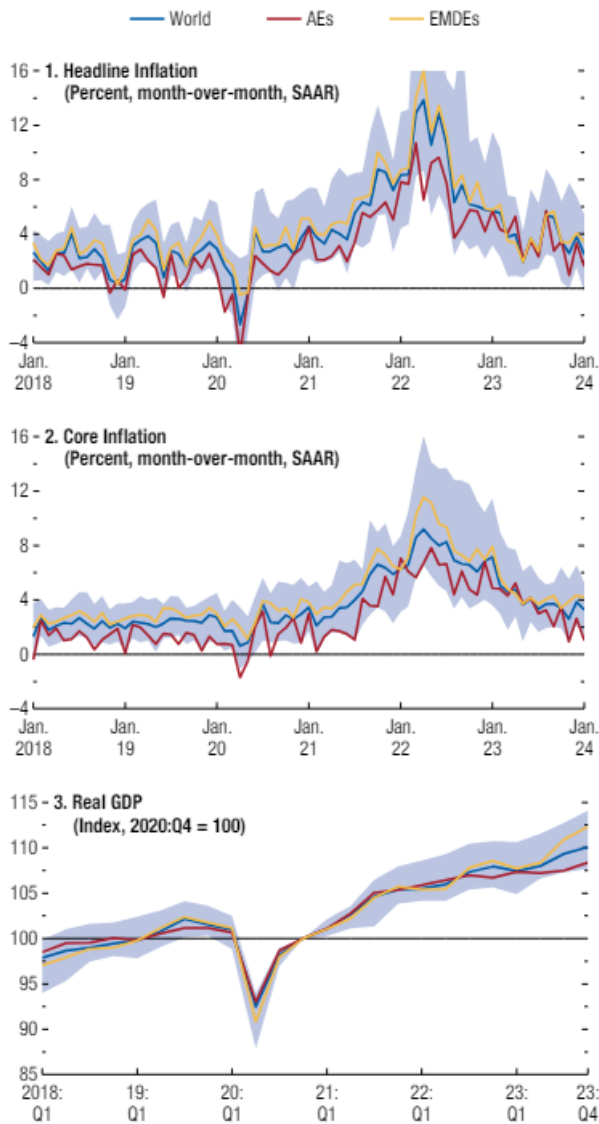 World AEs EMDEs
1. Headline Inflation
(Percent, month-over-month, SAAR)
16
12
8
4
0
–4
Jan. Jan. Jan. Jan. Jan. Jan. Jan.
2018 19 20 21 22 23 24
2. Core Inflation
(Percent, month-over-month, SAAR)
16
12
8
4
0
–4
Jan. Jan. Jan. Jan. Jan. Jan. Jan.
2018 19 20 21 22 23 24
3. Real GDP
(Index, 2020:Q4 = 100)
115
110
105
100
95
90
85
2018: 19: 20: 21: 22: 23: 23:
Q1 Q1 Q1 Q1 Q1 Q1 Q4